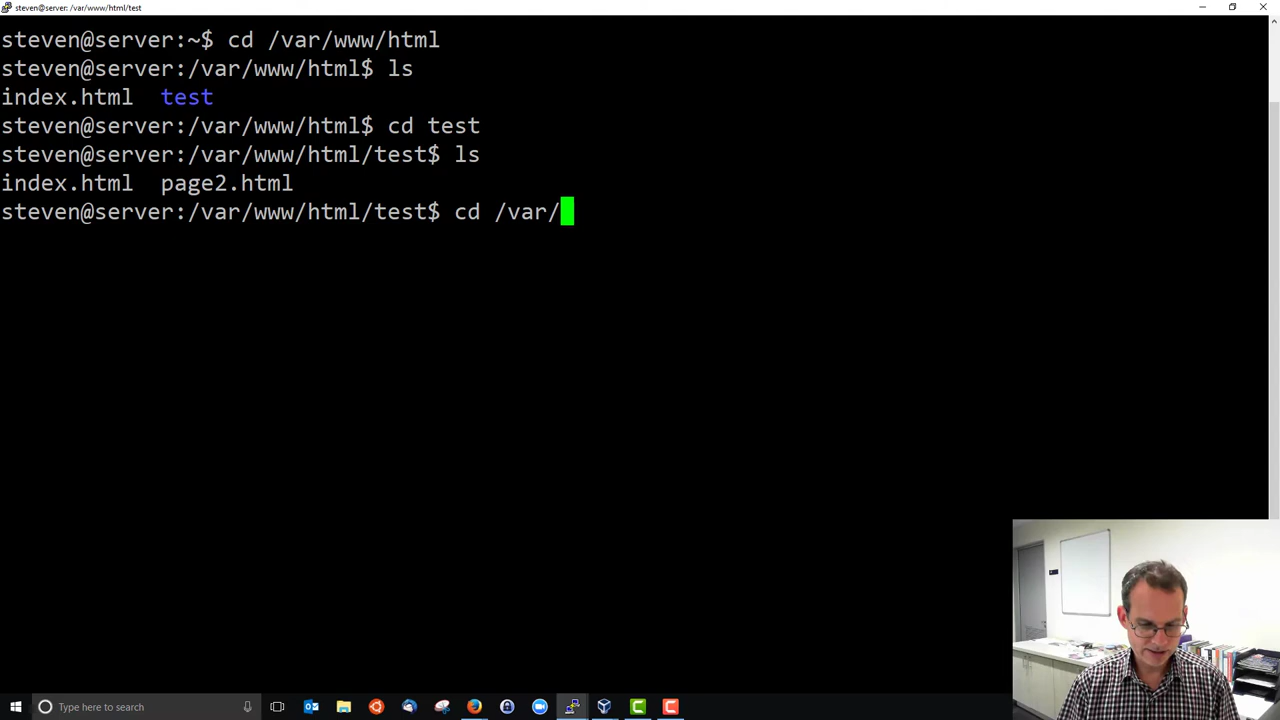 steven@server: /var/www/html/test
steven@server:~$ cd /var/www/html
steven@server:/var/www/html$ ls
index.html  test
steven@server:/var/www/html$ cd test
steven@server:/var/www/html/test$ ls
index.html  page2.html
steven@server:/var/www/html/test$ cd /var/
Type here to search